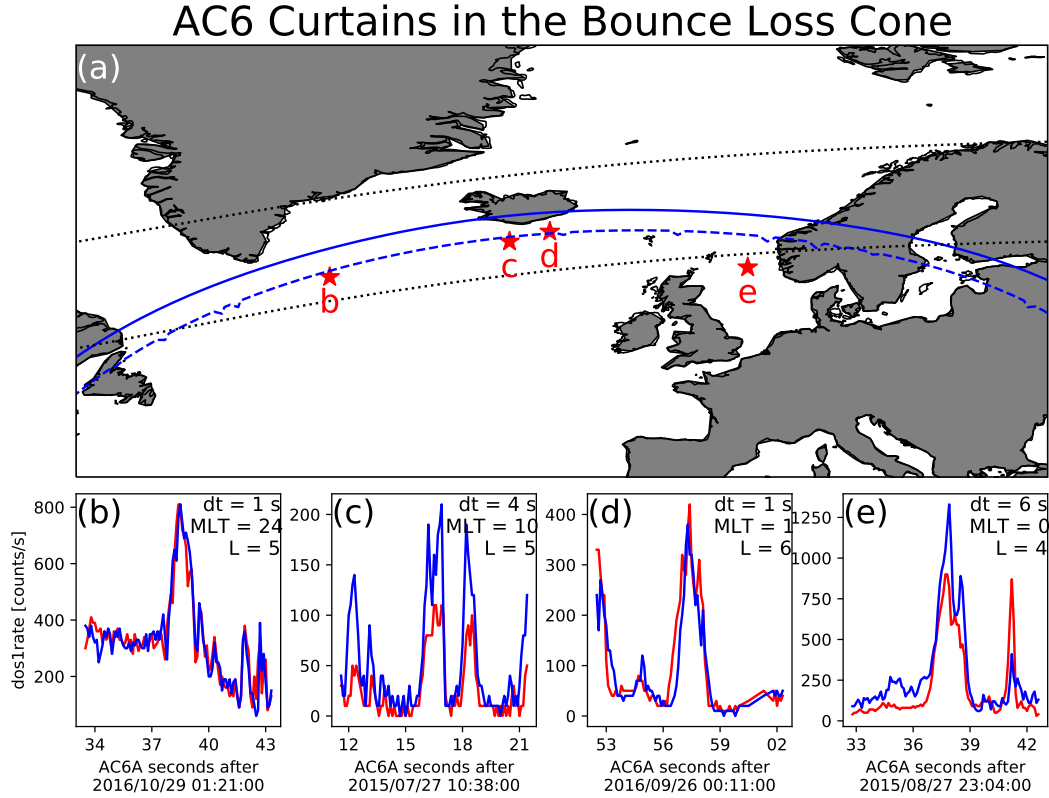 AC6 Curtains in the Bounce Loss Cone
(a)
b
c
d
e
(b)
dt = 1 s
MLT = 24
L = 5
800
600
400
200
dos1rate [counts/s]
34 37 40 43
AC6A seconds after
2016/10/29 01:21:00
(c)
dt = 4 s
MLT = 10
L = 5
200
150
100
50
0
12 15 18 21
AC6A seconds after
2015/07/27 10:38:00
(d)
dt = 1 s
MLT = 1
L = 6
400
300
200
100
0
53 56 59 02
AC6A seconds after
2016/09/26 00:11:00
(e)
dt = 6 s
MLT = 0
L = 4
1250
1000
750
500
250
0
33 36 39 42
AC6A seconds after
2015/08/27 23:04:00